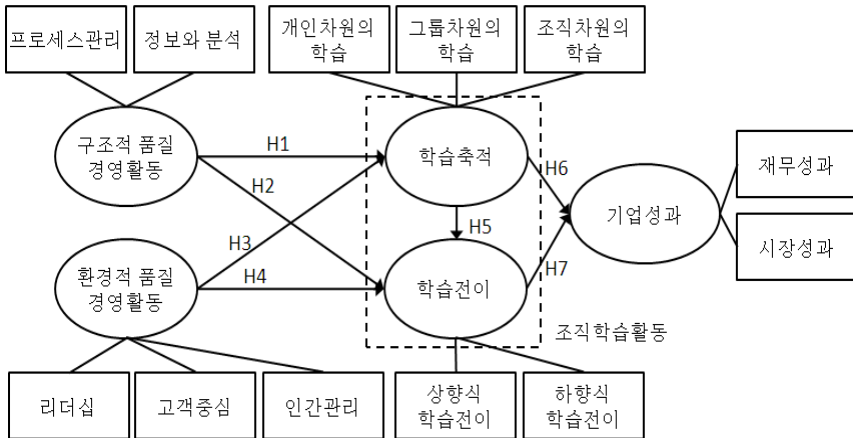 프로세스관리
정보와 분석
개인차원의
학습
그룹차원의
학습
조직차원의
학습
구조적 품질
경영활동
H1
학습축적
H6
재무성과
H2
기업성과
H3
H5
시장성과
환경적 품질
경영활동
H4
학습전이
H7
조직학습활동
리더십
고객중심
인간관리
상향식
학습전이
하향식
학습전이